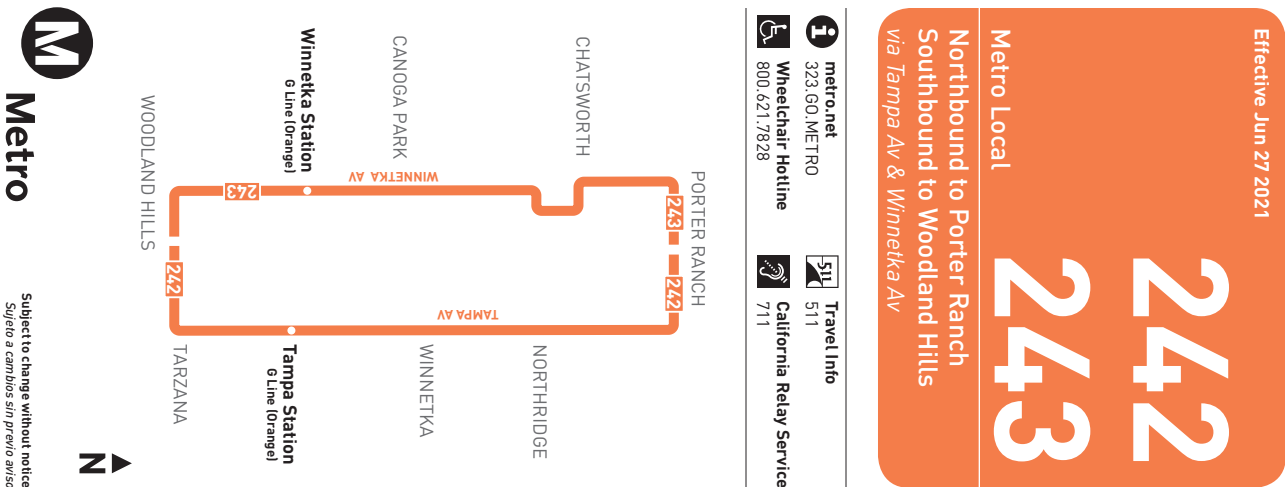 Effective Jun 27 2021
242
243
Metro Local
Northbound to Porter Ranch
Southbound to Woodland Hills
via Tampa Av & Winnetka Av
metro.net
323.GO.METRO
Travel Info
511
511
Wheelchair Hotline
800.621.7828
California Relay Service
711
PORTER RANCH
243
242
CHATSWORTH
NORTHRIDGE
CANOGA PARK
WINNETKA AV
TAMPA AV
WINNETKA
Winnetka Station
G Line (Orange)
Tampa Station
G Line (Orange)
243
242
WOODLAND HILLS
TARZANA
N
M
Metro
Subject to change without notice
Sujeto a cambios sin previo aviso